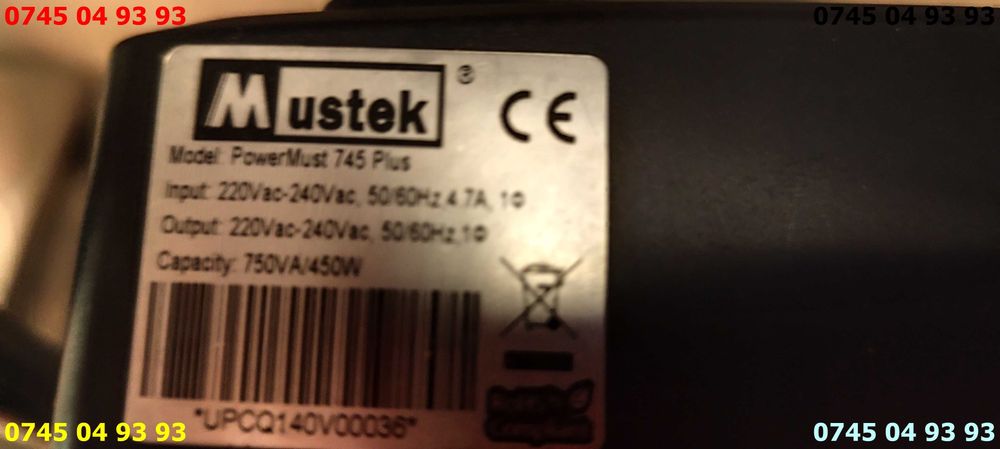 0745 04 93 93
0745 04 93 93
Mustek ®
CE
Model: PowerMust 745 Plus
Input: 220Vac-240Vac, 50/60Hz,4.7A, 1Φ
Output: 220Vac-240Vac, 50/60Hz,1Φ
Capacity: 750VA/450W
*UPCQ140V00036*
RoHS
Compliant
0745 04 93 93
0745 04 93 93